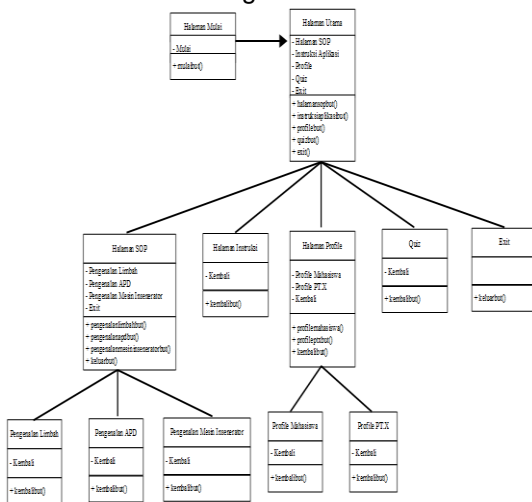 Halaman Mulai
- Mulai
+ mulaibut()
Halaman Utama
- Halaman SOP
- Instruksi Aplikasi
- Profile
- Quiz
- Exit
+ halamansopbut()
+ instruksiaplikasibut()
+ profilebut()
+ quizbut()
+ exit()
Halaman SOP
- Pengenalan Limbah
- Pengenalan APD
- Pengenalan Mesin Insenerator
- Exit
+ pengenalanlimbahbut()
+ pengenalanapdbut()
+ pengenalanmesininseneratorbut()
+ keluarbut()
Halaman Instruksi
- Kembali
+ kembalibut()
Halaman Profile
- Profile Mahasiswa
- Profile PT.X
- Kembali
+ profilemahasiswa()
+ profileptxbut()
+ kembalibut()
Quiz
- Kembali
+ kembalibut()
Exit
+ keluarbut()
Pengenalan Limbah
- Kembali
+ kembalibut()
Pengenalan APD
- Kembali
+ kembalibut()
Pengenalan Mesin Insenerator
- Kembali
+ kembalibut()
Profile Mahasiswa
- Kembali
+ kembalibut()
Profile PT.X
- Kembali
+ kembalibut()